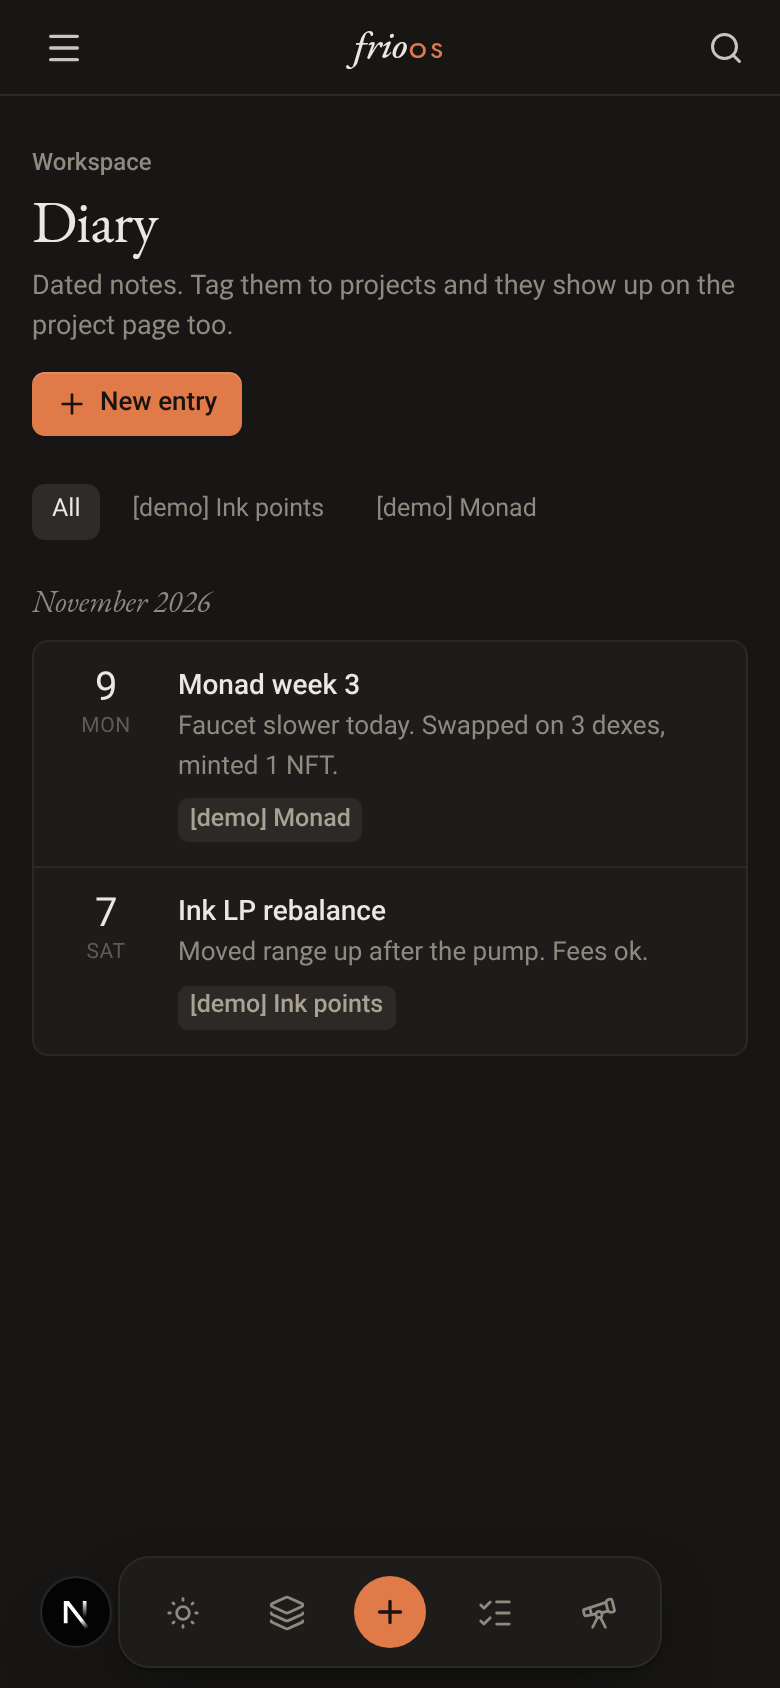 frioos
Workspace
Diary
Dated notes. Tag them to projects and they show up on the
project page too.
New entry
All [demo] Ink points [demo] Monad
November 2026
9 Monad week 3
MON Faucet slower today. Swapped on 3 dexes,
minted 1 NFT.
[demo] Monad
7 Ink LP rebalance
SAT Moved range up after the pump. Fees ok.
[demo] Ink points
N